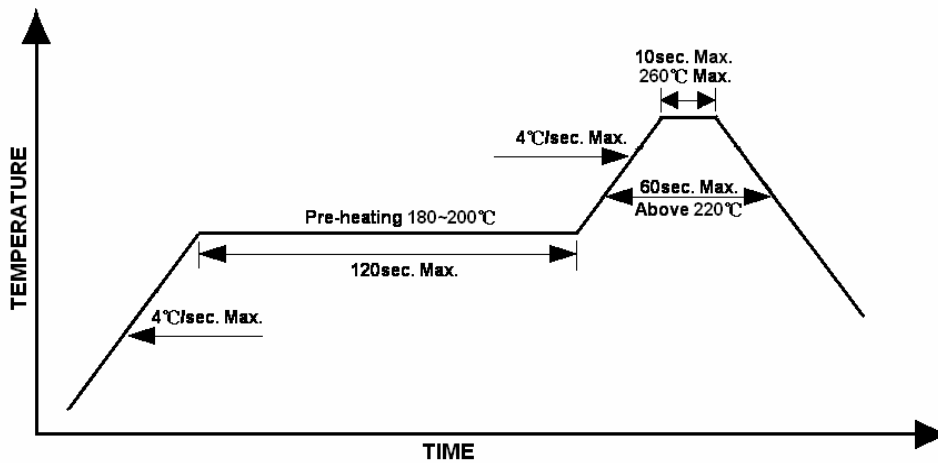 10sec. Max.
260℃ Max.
4℃/sec. Max.
60sec. Max.
Above 220℃
Pre-heating 180~200℃
120sec. Max.
4℃/sec. Max.
TEMPERATURE
TIME